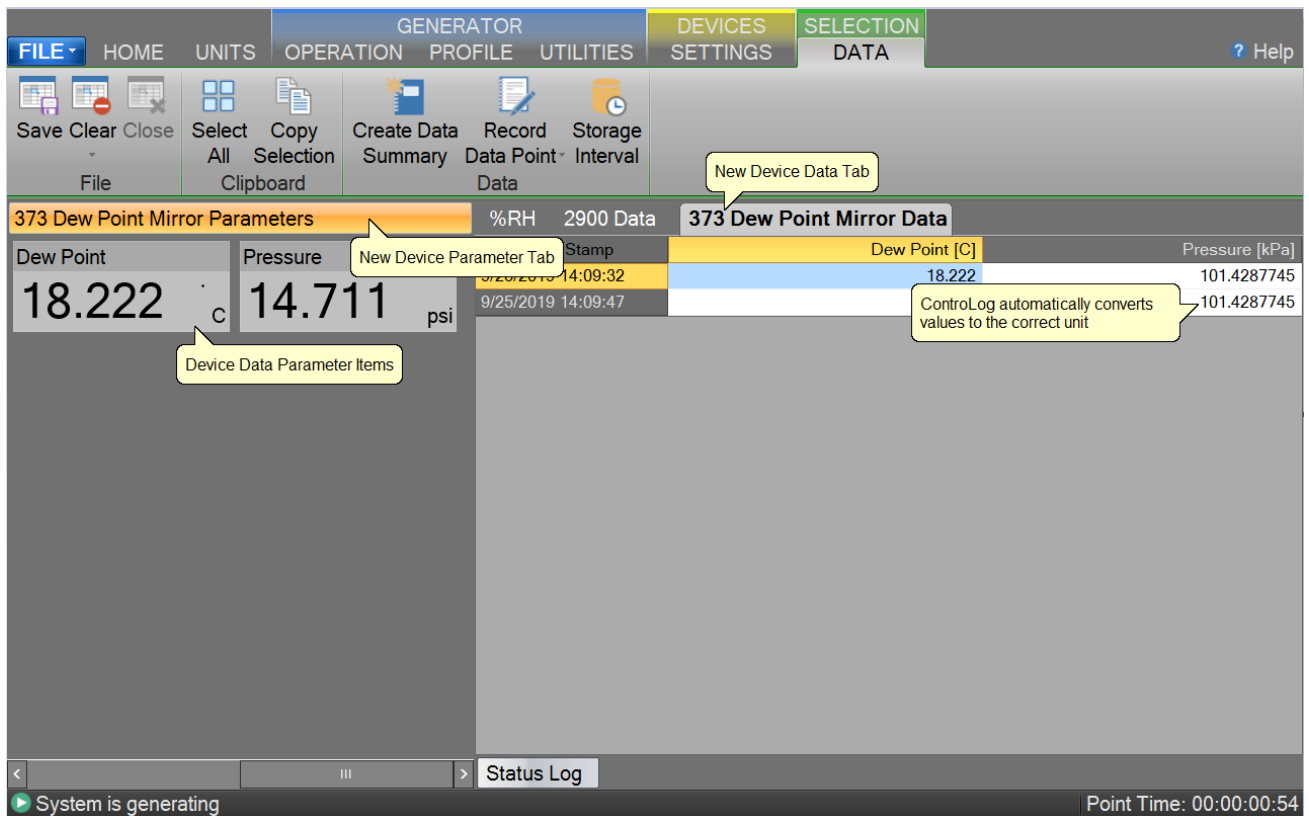 GENERATOR DEVICES SELECTION
FILE HOME UNITS OPERATION PROFILE UTILITIES SETTINGS DATA ? Help
Save Clear Close Select Copy Create Data Record Storage
All Selection Summary Data Point Interval
File Clipboard Data
New Device Data Tab
373 Dew Point Mirror Parameters
%RH 2900 Data 373 Dew Point Mirror Data
New Device Parameter Tab
Stamp Dew Point [C] Pressure [kPa]
14:09:32 18.222 101.4287745
9/25/2019 14:09:47 101.4287745
ControLog automatically converts
values to the correct unit
Dew Point Pressure
18.222 °C 14.711 psi
Device Data Parameter Items
Status Log
System is generating Point Time: 00:00:00:54